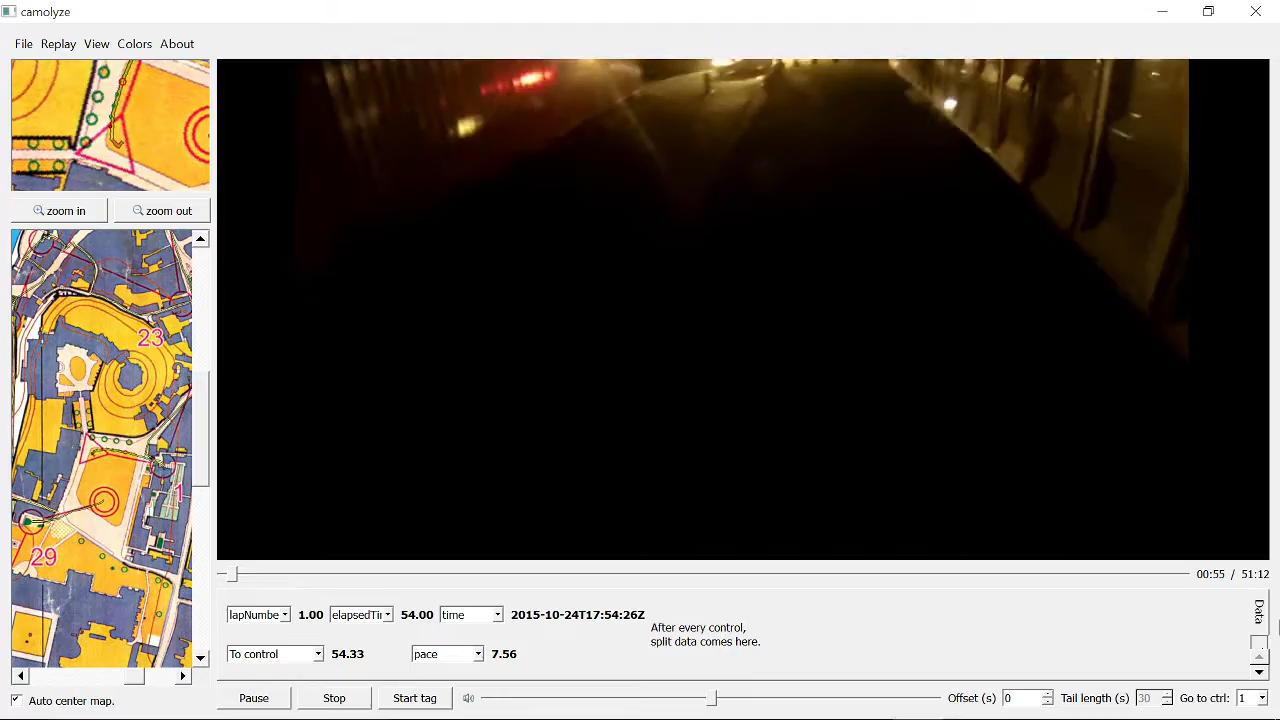 camolyze
File Replay View Colors About
zoom in zoom out
23
1
29
00:55 / 51:12
lapNumbe 1.00 elapsedTi 54.00 time 2015-10-24T17:54:26Z
To control 54.33 pace 7.56
After every control,
split data comes here.
Data
Auto center map.
Pause Stop Start tag Offset (s) 0 Tail length (s) 30 Go to ctrl: 1